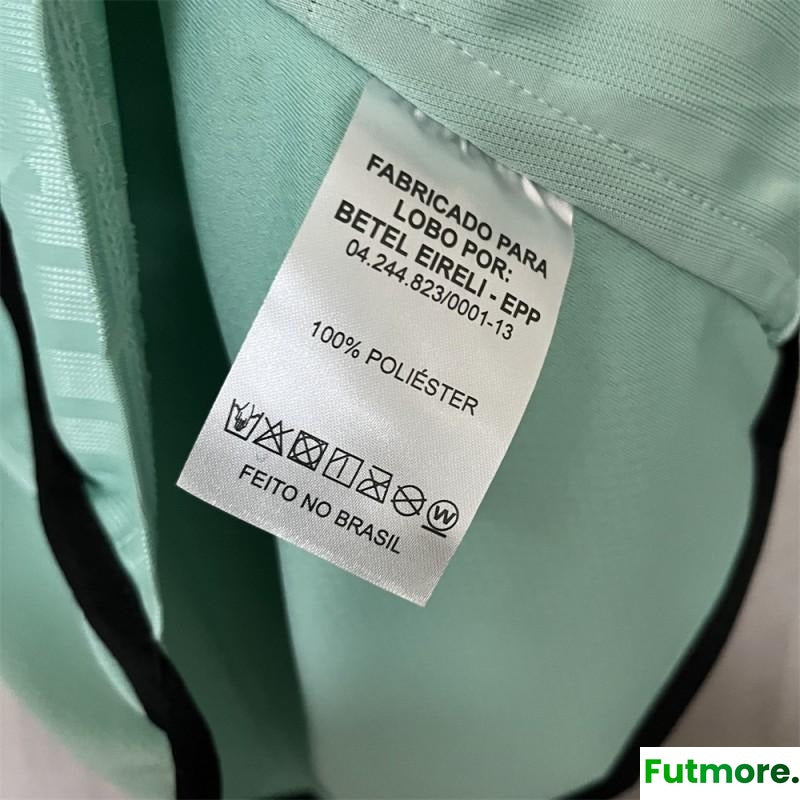 FABRICADO PARA
LOBO POR:
BETEL EIRELI - EPP
04.244.823/0001-13
100% POLIÉSTER
W
FEITO NO BRASIL
Futmore.